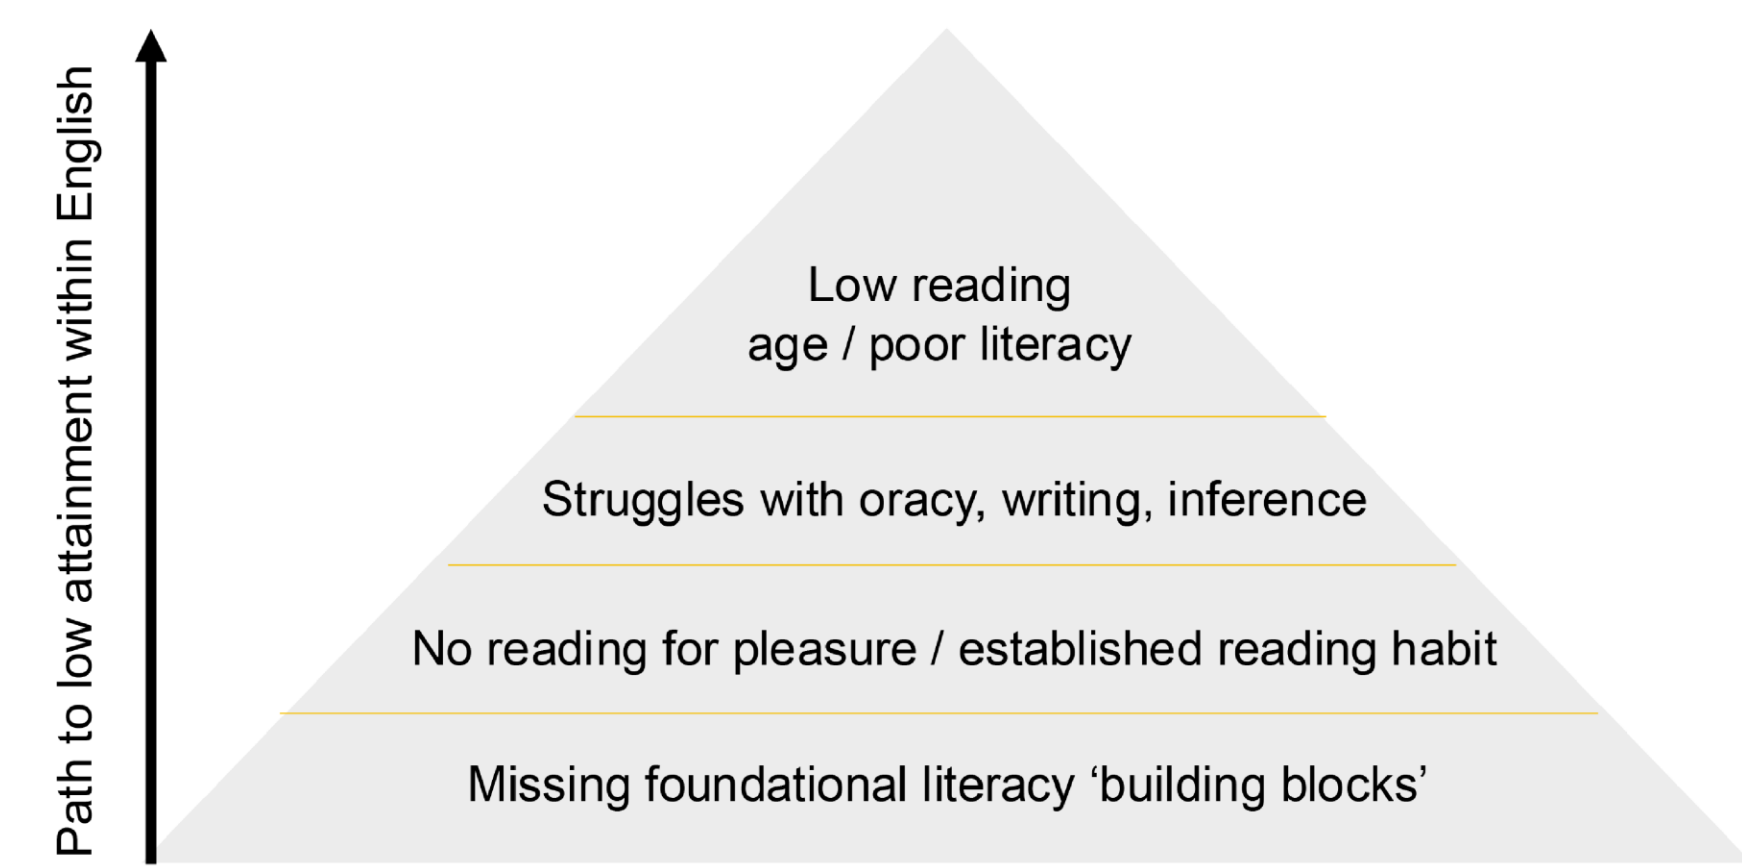 Path to low attainment within English
Low reading
age / poor literacy
Struggles with oracy, writing, inference
No reading for pleasure / established reading habit
Missing foundational literacy ‘building blocks’